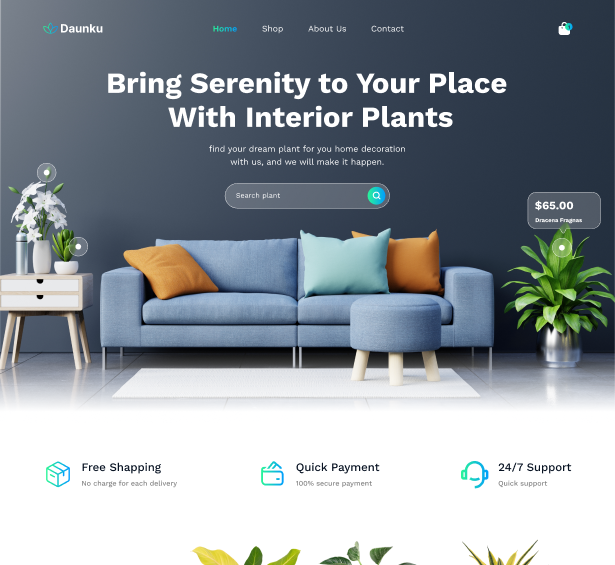 Daunku
Home Shop About Us Contact
Bring Serenity to Your Place
With Interior Plants
find your dream plant for you home decoration
with us, and we will make it happen.
Search plant
$65.00
Dracena Fragnas
Free Shapping
No charge for each delivery
Quick Payment
100% secure payment
24/7 Support
Quick support